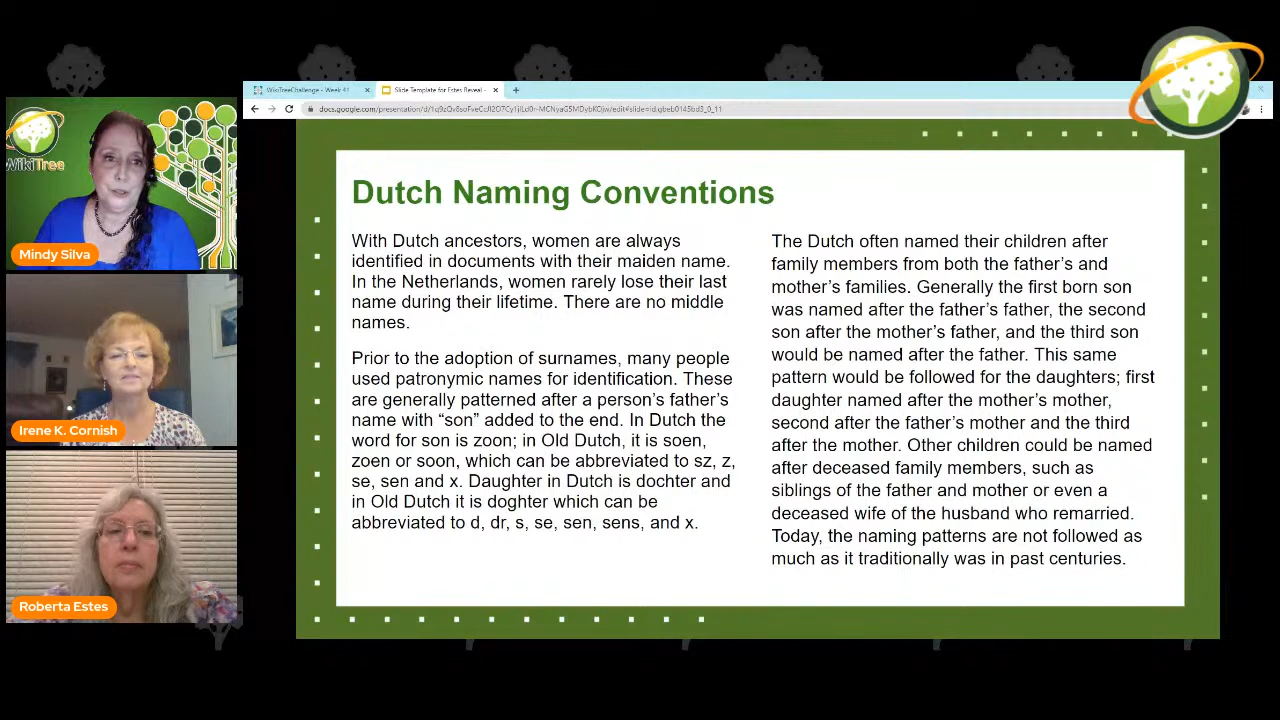 WikiTreeChallenge - Week 41
Slide Template for Estes Reveal -
WikiTree
Mindy Silva
Irene K. Cornish
Roberta Estes
Dutch Naming Conventions
With Dutch ancestors, women are always
identified in documents with their maiden name.
In the Netherlands, women rarely lose their last
name during their lifetime. There are no middle
names.
Prior to the adoption of surnames, many people
used patronymic names for identification. These
are generally patterned after a person's father's
name with “son” added to the end. In Dutch the
word for son is zoon; in Old Dutch, it is soen,
zoen or soon, which can be abbreviated to sz, z,
se, sen and x. Daughter in Dutch is dochter and
in Old Dutch it is doghter which can be
abbreviated to d, dr, s, se, sen, sens, and x.
The Dutch often named their children after
family members from both the father's and
mother's families. Generally the first born son
was named after the father's father, the second
son after the mother's father, and the third son
would be named after the father. This same
pattern would be followed for the daughters; first
daughter named after the mother's mother,
second after the father's mother and the third
after the mother. Other children could be named
after deceased family members, such as
siblings of the father and mother or even a
deceased wife of the husband who remarried.
Today, the naming patterns are not followed as
much as it traditionally was in past centuries.